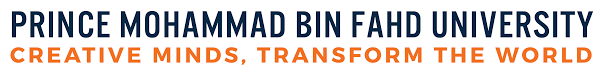 PRINCE MOHAMMAD BIN FAHD UNIVERSITY
CREATIVE MINDS, TRANSFORM THE WORLD